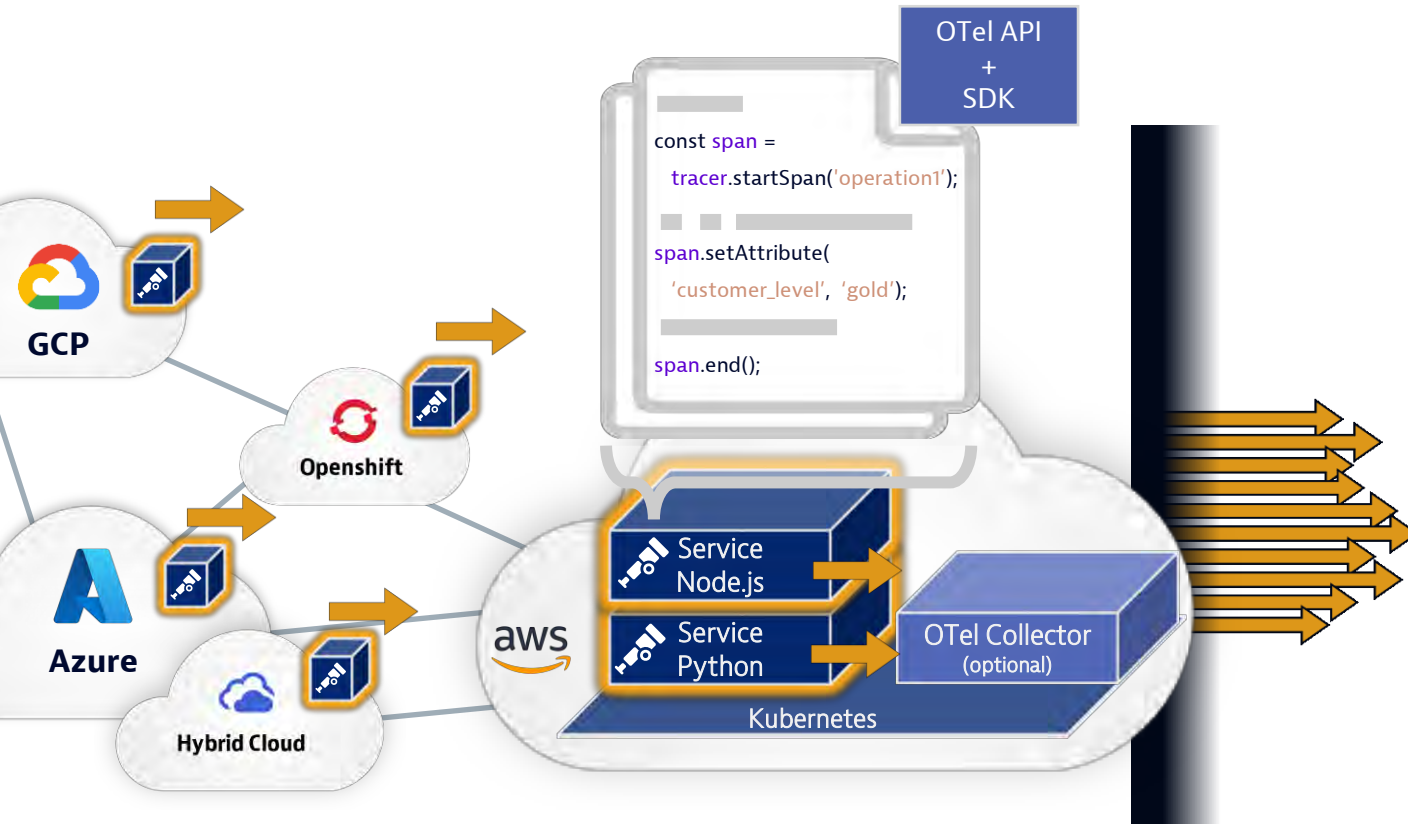 OTel API
+
SDK
const span =
tracer.startSpan('operation1');
span.setAttribute(
‘customer_level’, ‘gold’);
span.end();
GCP
Openshift
Azure
Hybrid Cloud
aws
Service
Node.js
Service
Python
OTel Collector
(optional)
Kubernetes